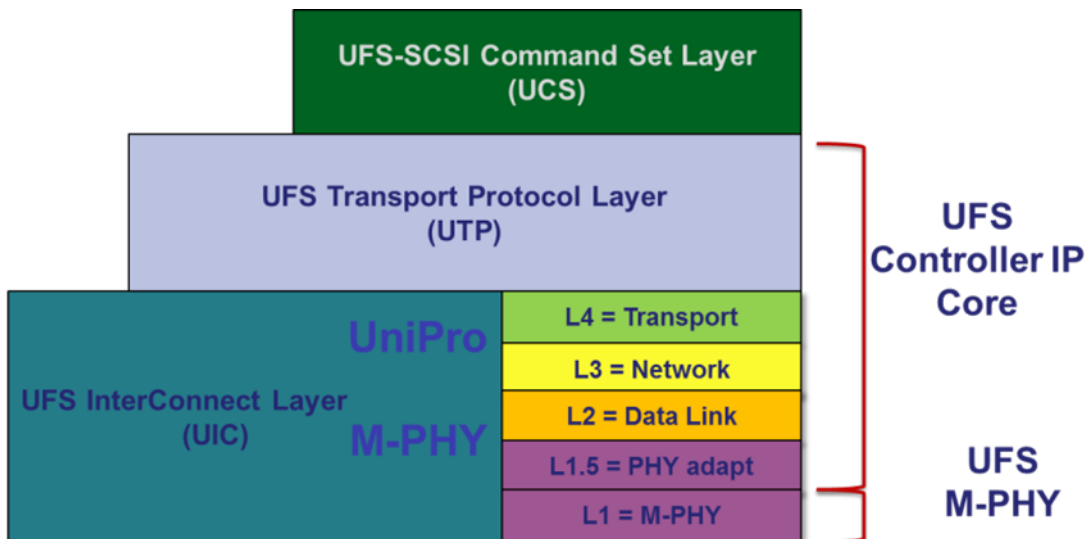 UFS-SCSI Command Set Layer
(UCS)
UFS Transport Protocol Layer
(UTP)
UFS InterConnect Layer
(UIC)
UniPro
M-PHY
L4 = Transport
L3 = Network
L2 = Data Link
L1.5 = PHY adapt
L1 = M-PHY
UFS
Controller IP
Core
UFS
M-PHY